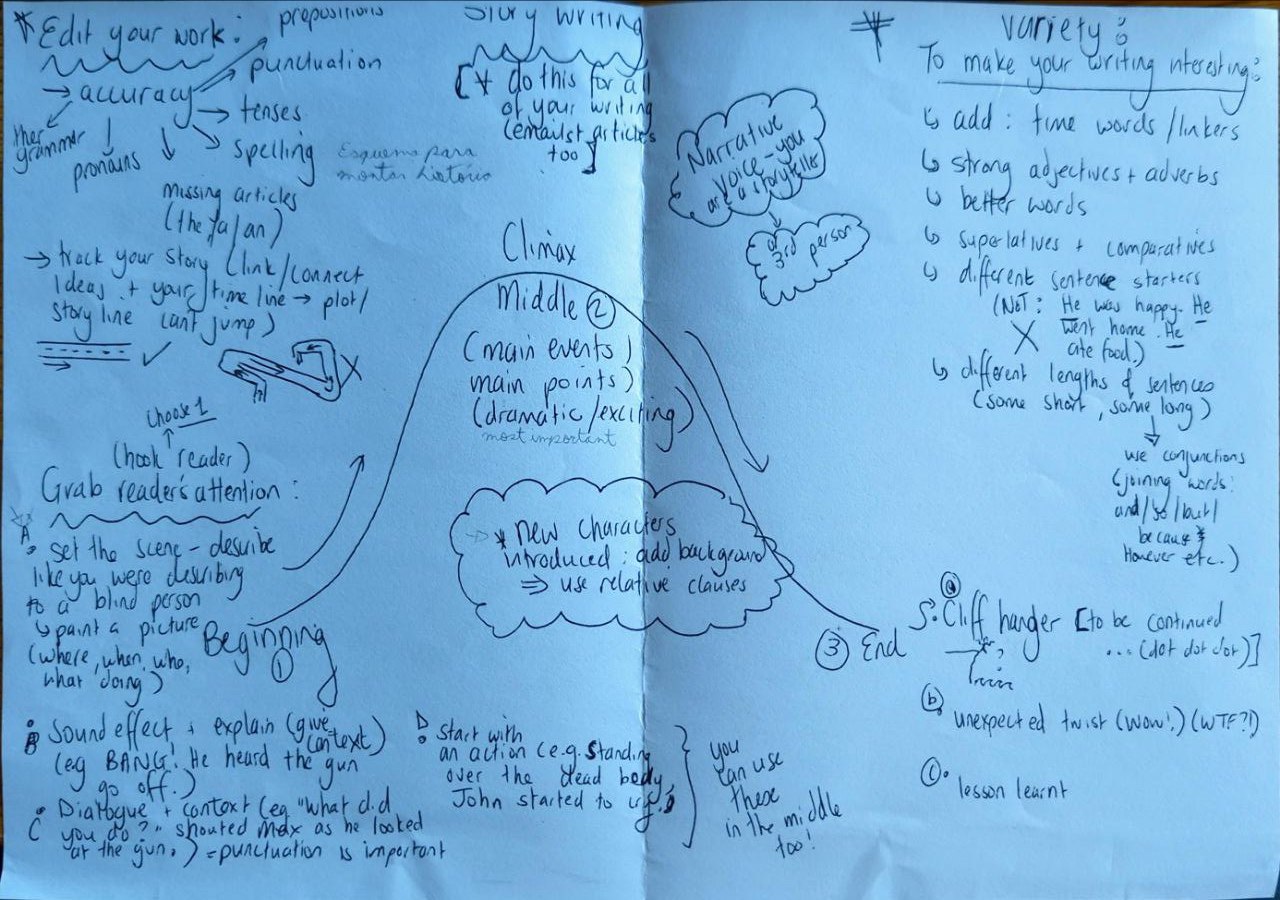 * Edit your work:
→ accuracy
prepositions
punctuation
→ tenses
spelling
missing articles
(the/a/an)
pronouns
grammar
→ track your story (link/connect
Ideas + your time line → plot/
story line can't jump)
Story writing
[* do this for all
of your writing
(emails+ articles
too]
Esquema para
montar historia
Narrative
voice - you
are a storyteller
or
3rd person
* Variety:
To make your writing interesting:
↳ add: time words/linkers
↳ strong adjectives + adverbs
↳ better words
↳ superlatives + comparatives
↳ different sentence starters
(NOT: He was happy. He
X went home. He
ate food.)
↳ different lengths of sentences
(some short, some long)
use conjunctions
(joining words:
and/so/but/
because
However etc.)
Climax
Middle ②
(main events)
main points)
(dramatic/exciting)
most important
* new characters
introduced: add background
⇒ use relative clauses
choose 1
(hook reader)
Grab reader's attention:
A
• set the scene - describe
like you were describing
to a blind person
↳ paint a picture
(where, when, who,
what doing)
Beginning
①
B • Sound effect + explain (give
context)
(eg BANG! He heard the gun
go off.)
C • Dialogue + context (eg "What did
you do?" shouted Max as he looked
at the gun.) = punctuation is important
D • Start with
an action (e.g. Standing
over the dead body,
John started to cry.)
you
can use
these
in the middle
too!
③ End
ⓐ
Cliff hanger [to be continued
... (dot dot dot)]
ⓑ unexpected twist (WOW!) (WTF?!)
ⓒ • lesson learnt